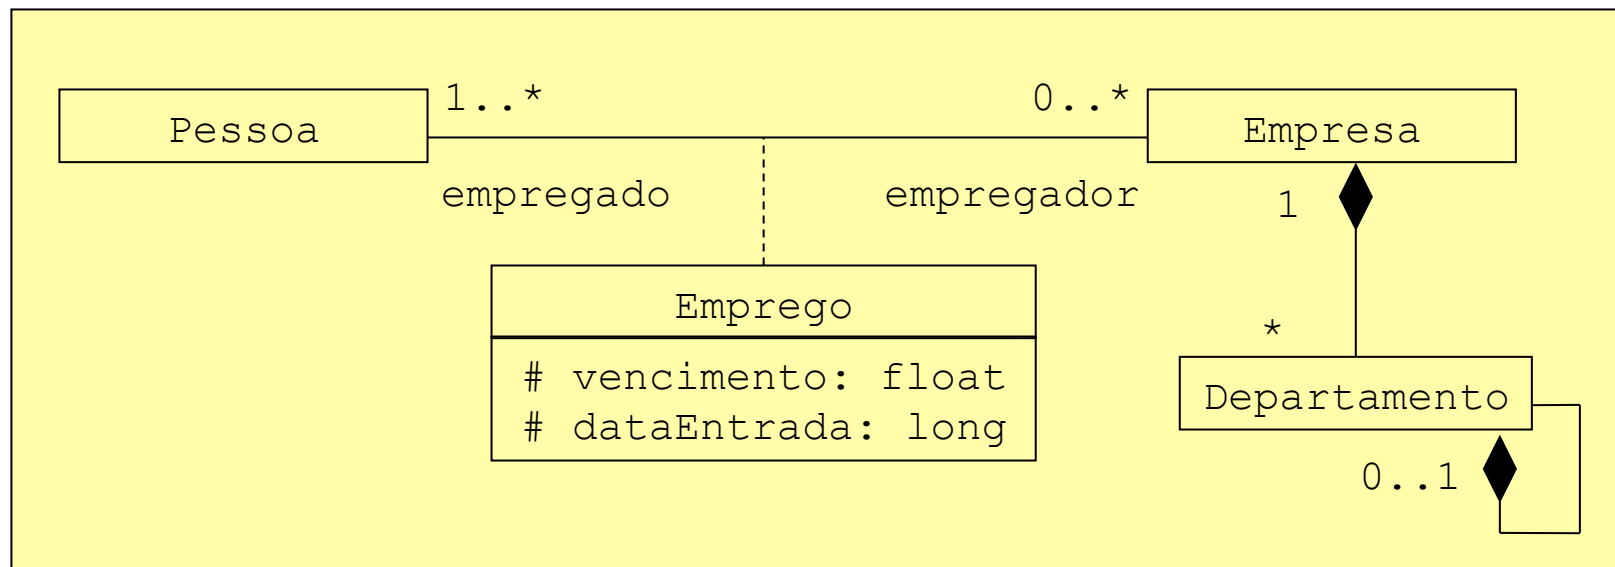 1..*
0..*
Pessoa
Empresa
empregado
empregador
1
Emprego
*
# vencimento: float
Departamento
# dataEntrada: long
0..1